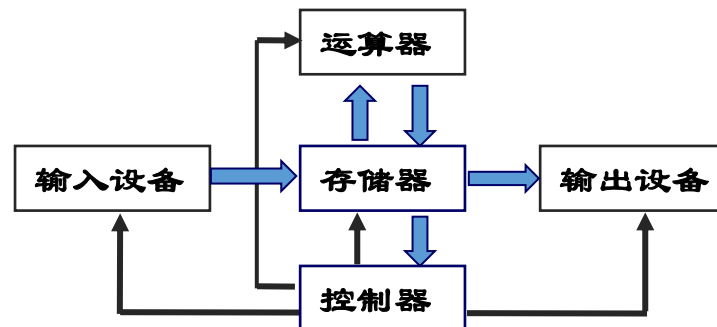 运算器
输入设备
存储器
输出设备
控制器